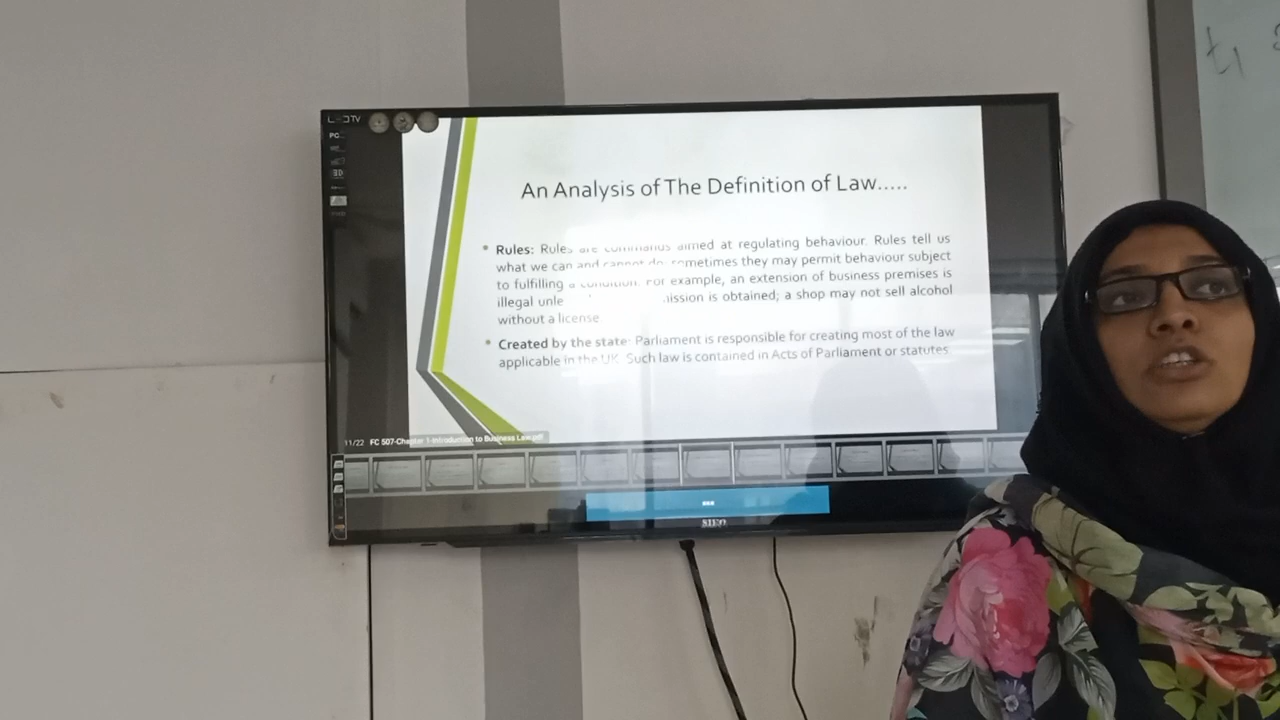 TV
PC
An Analysis of The Definition of Law.....
• Rules: Rules are commands aimed at regulating behaviour. Rules tell us
what we can and cannot do; sometimes they may permit behaviour subject
to fulfilling a condition. For example, an extension of business premises is
illegal is obtained; a shop may not sell alcohol
without a license
• Created by the state: Parliament is responsible for creating most of the law
applicable in the UK. Such law is contained in Acts of Parliament or statutes
11/22 FC 507-Chapter 1-Introduction to Business Law.pdf